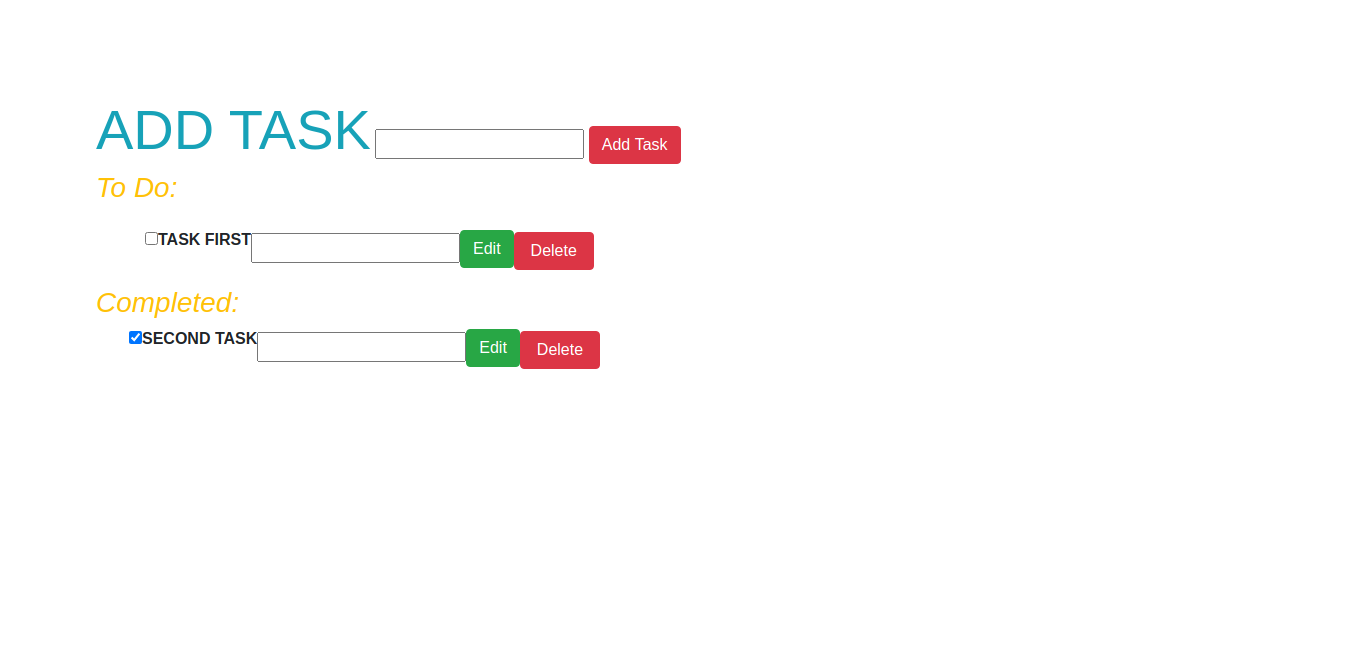 ADD TASK Add Task
To Do:
TASK FIRST Edit Delete
Completed:
SECOND TASK Edit Delete